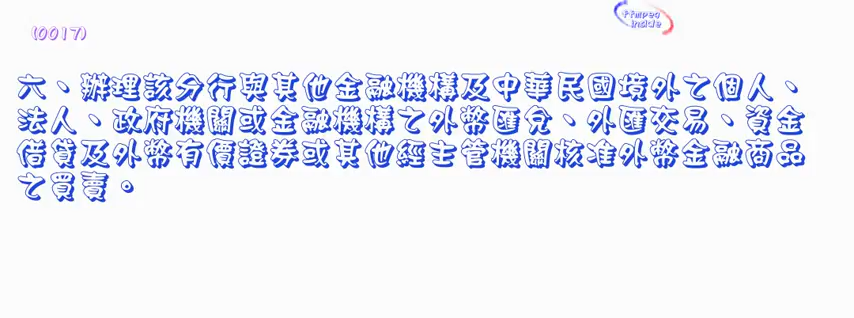 (0017)
ffmpeg
inside
六、辦理該分行與其他金融機構及中華民國境外之個人、
法人、政府機關或金融機構之外幣匯兌、外匯交易、資金
借貸及外幣有價證券或其他經主管機關核准外幣金融商品
之買賣。